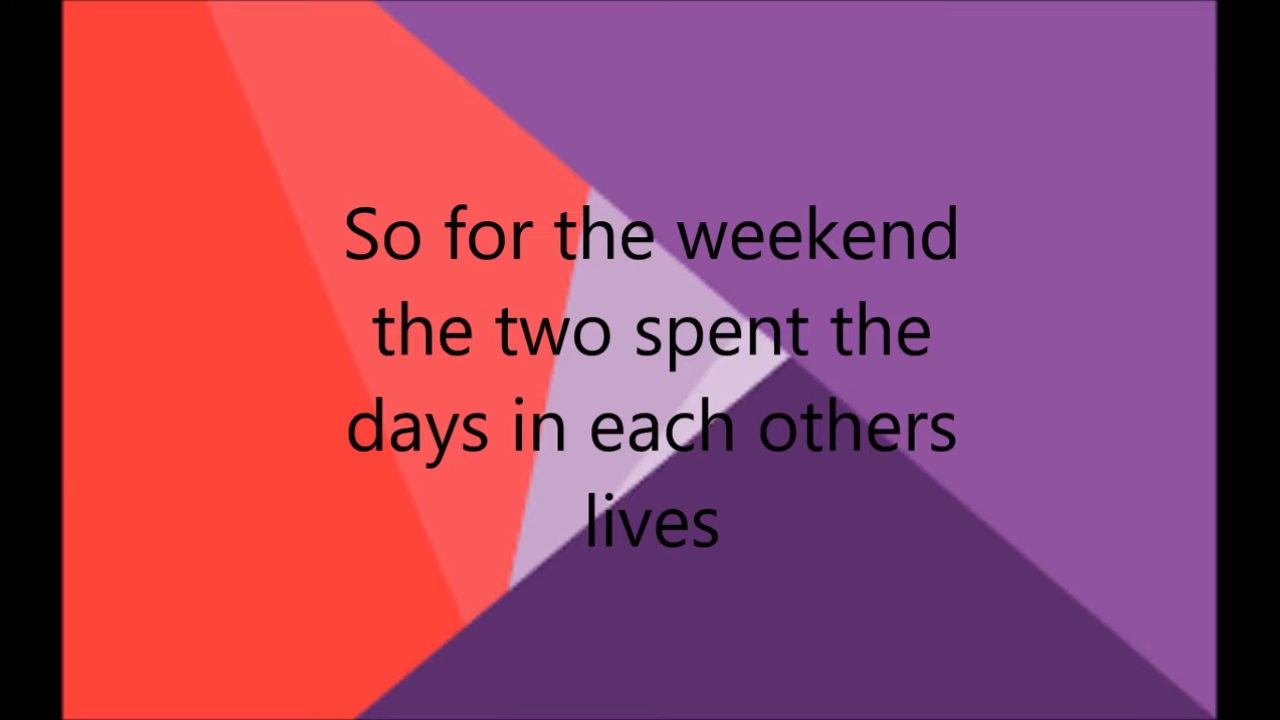 So for the weekend
the two spent the
days in each others
lives